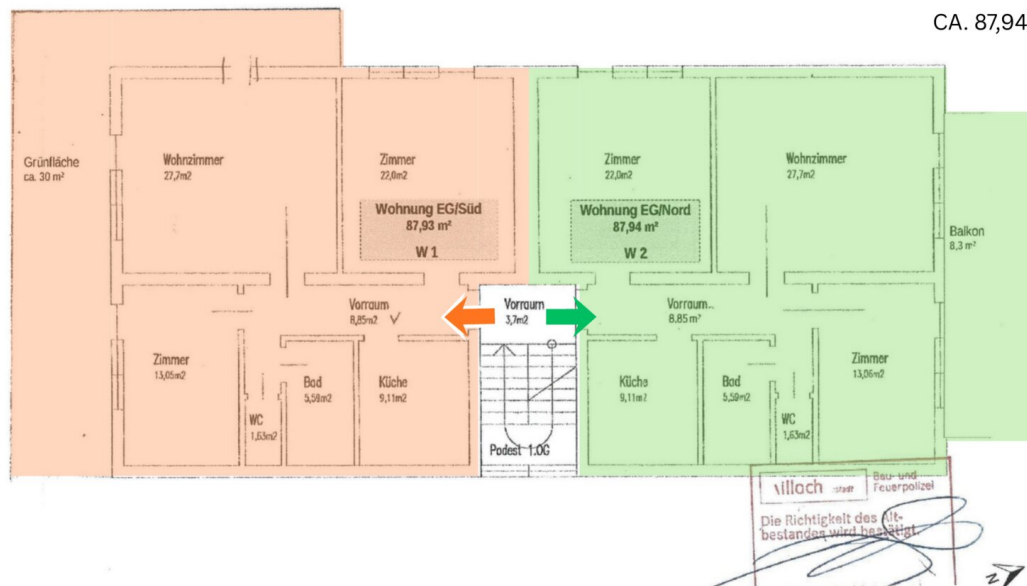 CA. 87,94
Grünfläche
ca. 30 m²
Wohnzimmer
27,7m2
Zimmer
22,0m2
Wohnung EG/Süd
87,93 m²
W 1
Zimmer
22,0m2
Wohnung EG/Nord
87,94 m²
W 2
Wohnzimmer
27,7m2
Balkon
8,3 m²
Vorraum
8,85m2
Vorraum
3,7m2
Vorraum
8.85 m²
Zimmer
13,05m2
WC
1,63m2
Bad
5,59m2
Küche
9,11m2
Podest 1.OG
Küche
9,11m2
Bad
5,59m2
WC
1,63m2
Zimmer
13,06m2
villach :stadt
Bau- und
Feuerpolizei
Die Richtigkeit des Alt-
bestandes wird bestätigt.
N